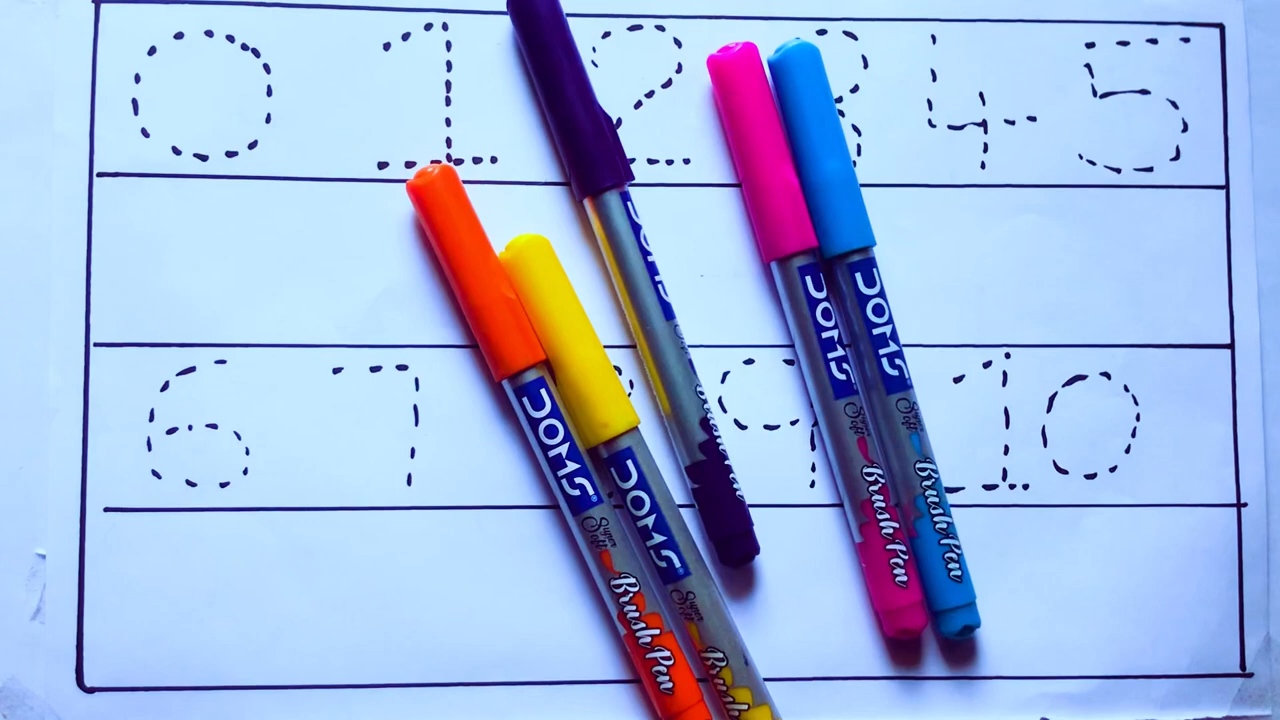 0 1 2 3 4 5
6 7 9 10
DOMS® Super Soft Brush Pen
DOMS® Super Soft Brush
DOMS Brush Pen
DOMS Super Soft Brush Pen
DOMS Super Soft Brush Pen